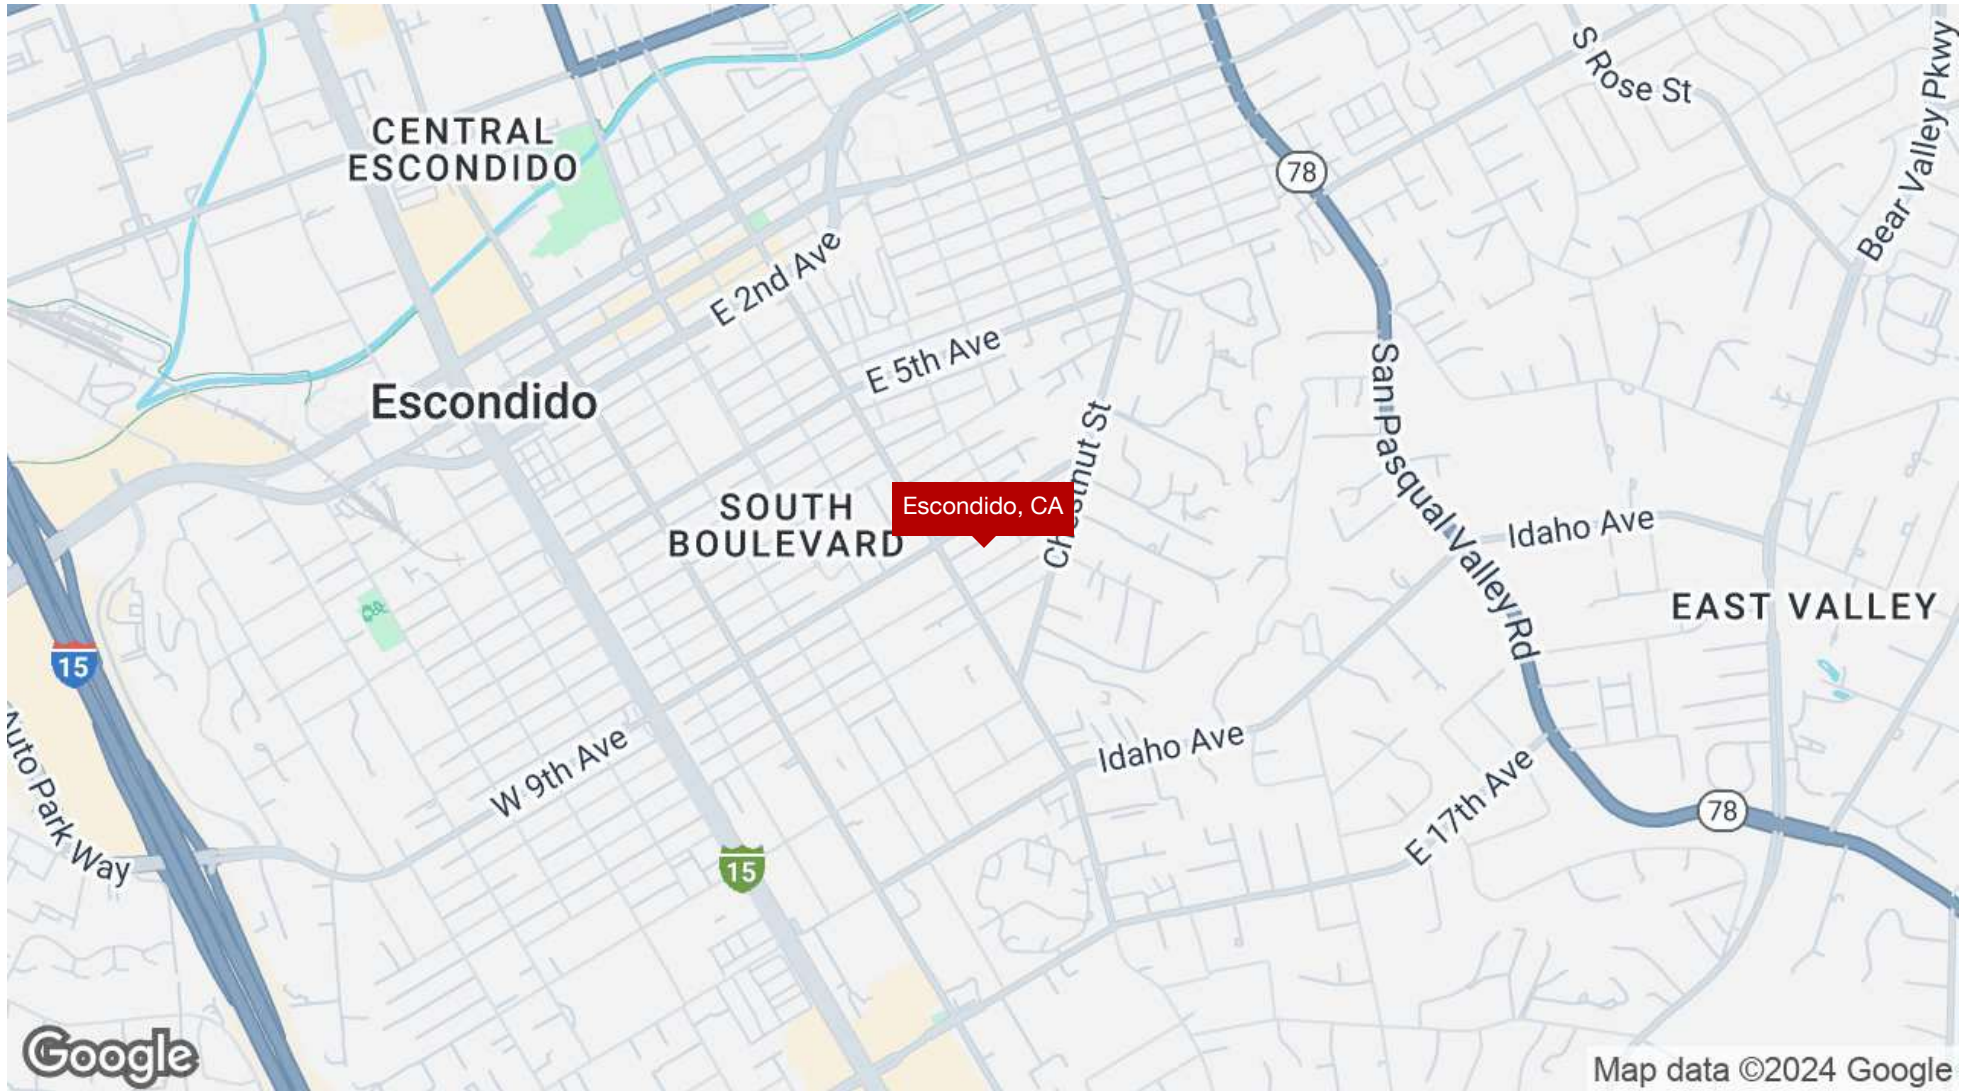 S Rose St
Bear Valley Pkwy
CENTRAL
ESCONDIDO
78
E 2nd Ave
E 5th Ave
San Pasqual Valley Rd
Escondido
Chestnut St
SOUTH
BOULEVARD
Escondido, CA
Idaho Ave
EAST VALLEY
15
Auto Park Way
W 9th Ave
Idaho Ave
E 17th Ave
78
15
Google
Map data ©2024 Google